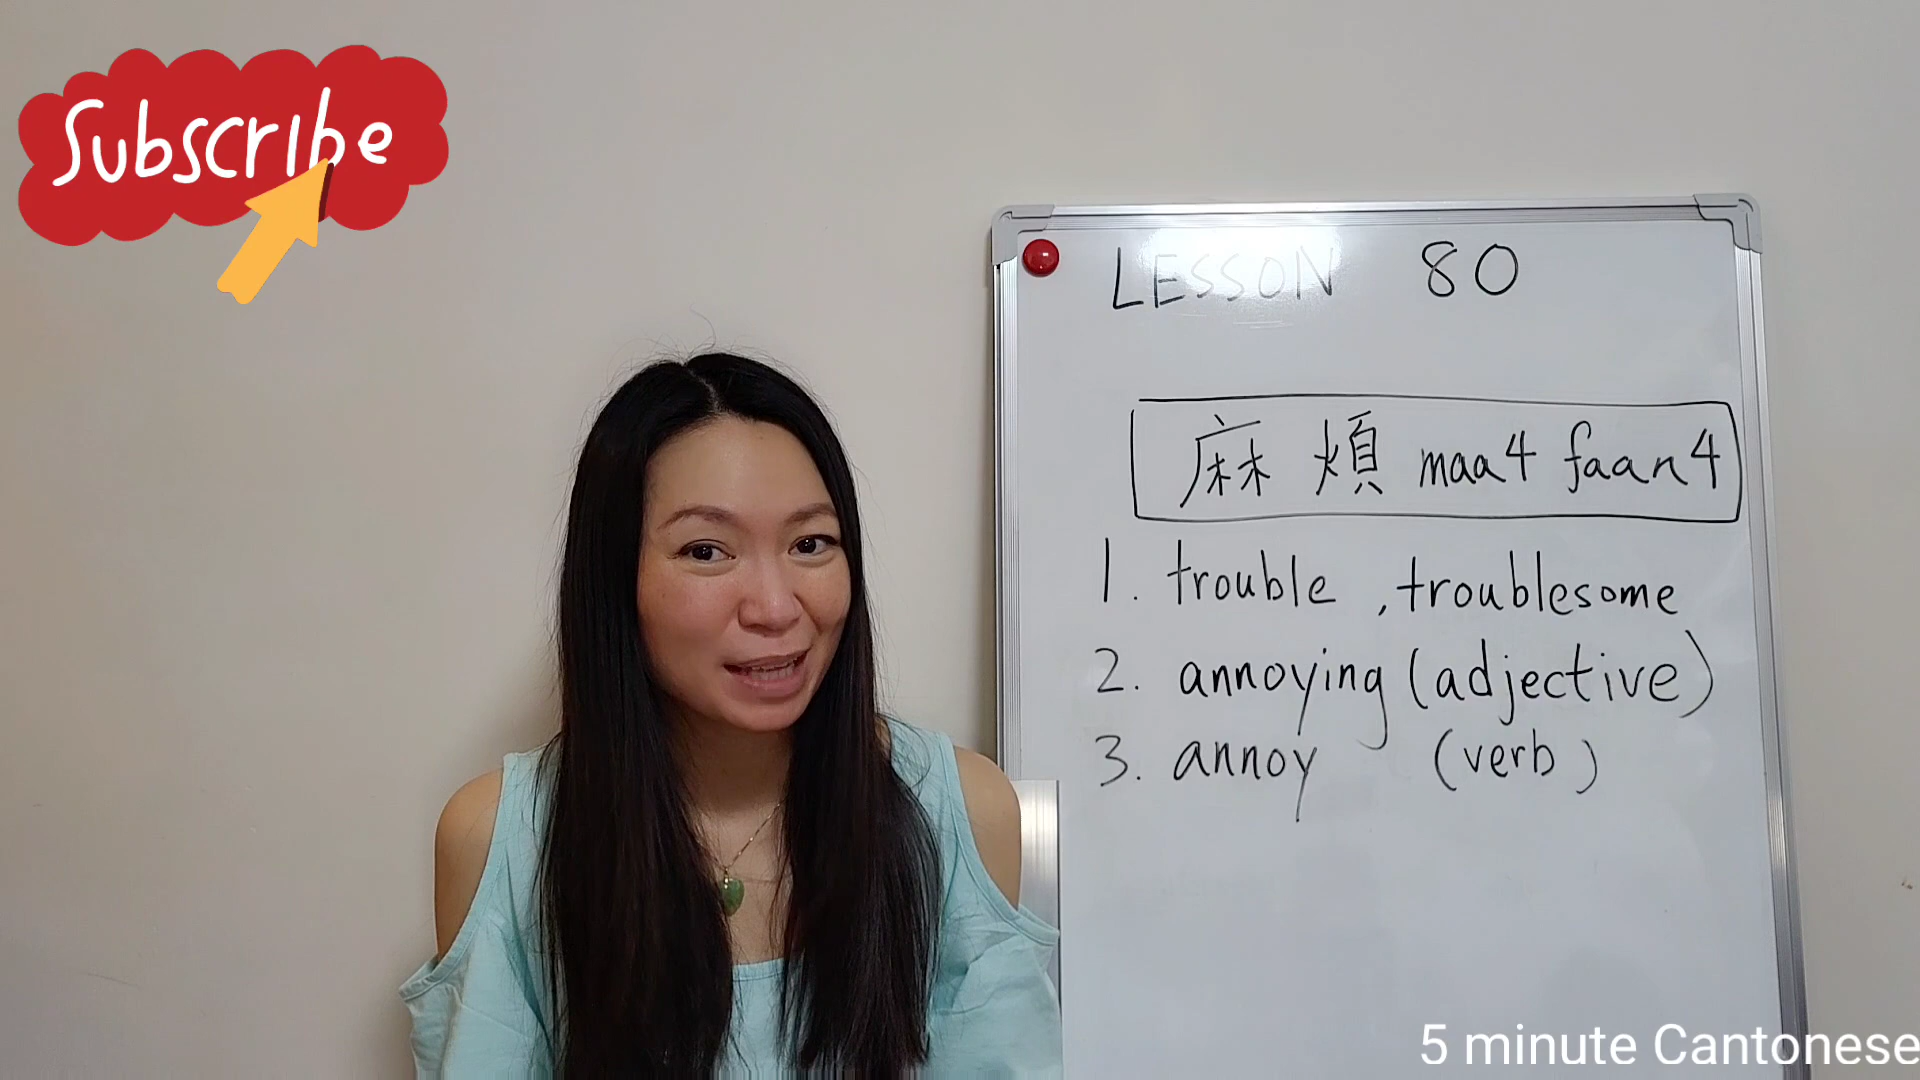 Subscribe
LESSON 80
麻煩 maa4 faan4
1. trouble, troublesome
2. annoying (adjective)
3. annoy (verb)
5 minute Cantonese